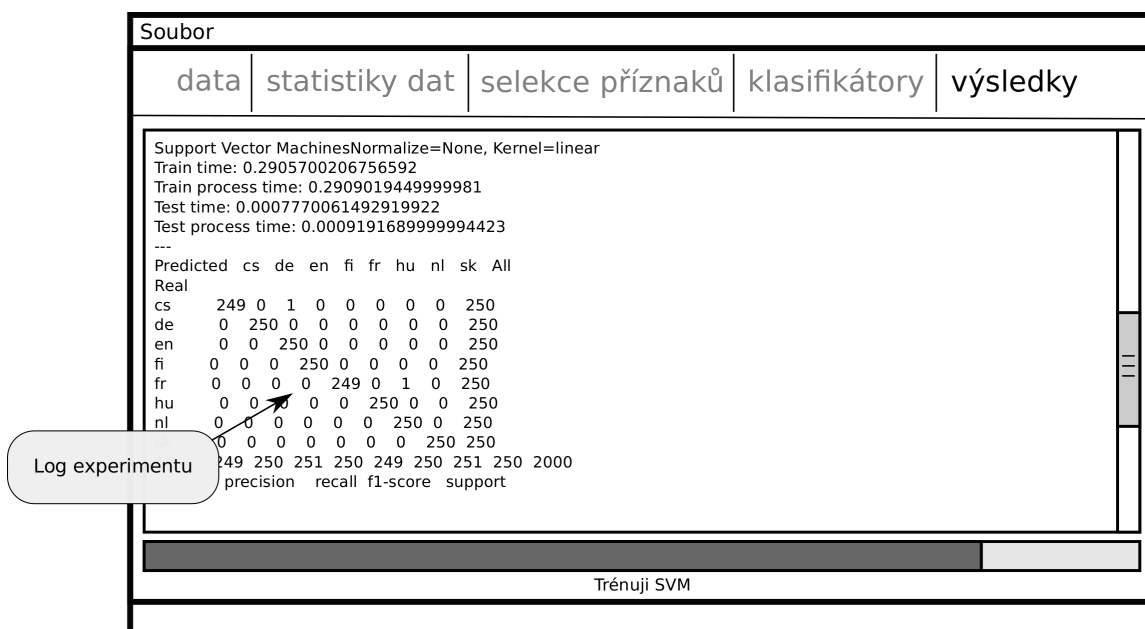 Soubor
data statistiky dat selekce příznaků klasifikátory výsledky
Support Vector MachinesNormalize=None, Kernel=linear
Train time: 0.2905700206756592
Train process time: 0.2909019449999981
Test time: 0.0007770061492919922
Test process time: 0.0009191689999994423
---
Predicted cs de en fi fr hu nl sk All
Real
cs 249 0 1 0 0 0 0 0 250
de 0 250 0 0 0 0 0 0 250
en 0 0 250 0 0 0 0 0 250
fi 0 0 0 250 0 0 0 0 250
fr 0 0 0 0 249 0 1 0 250
hu 0 0 0 0 0 250 0 0 250
nl 0 0 0 0 0 0 250 0 250
sk 0 0 0 0 0 0 0 250 250
249 250 251 250 249 250 251 250 2000
precision recall f1-score support
Log experimentu
Trénuji SVM